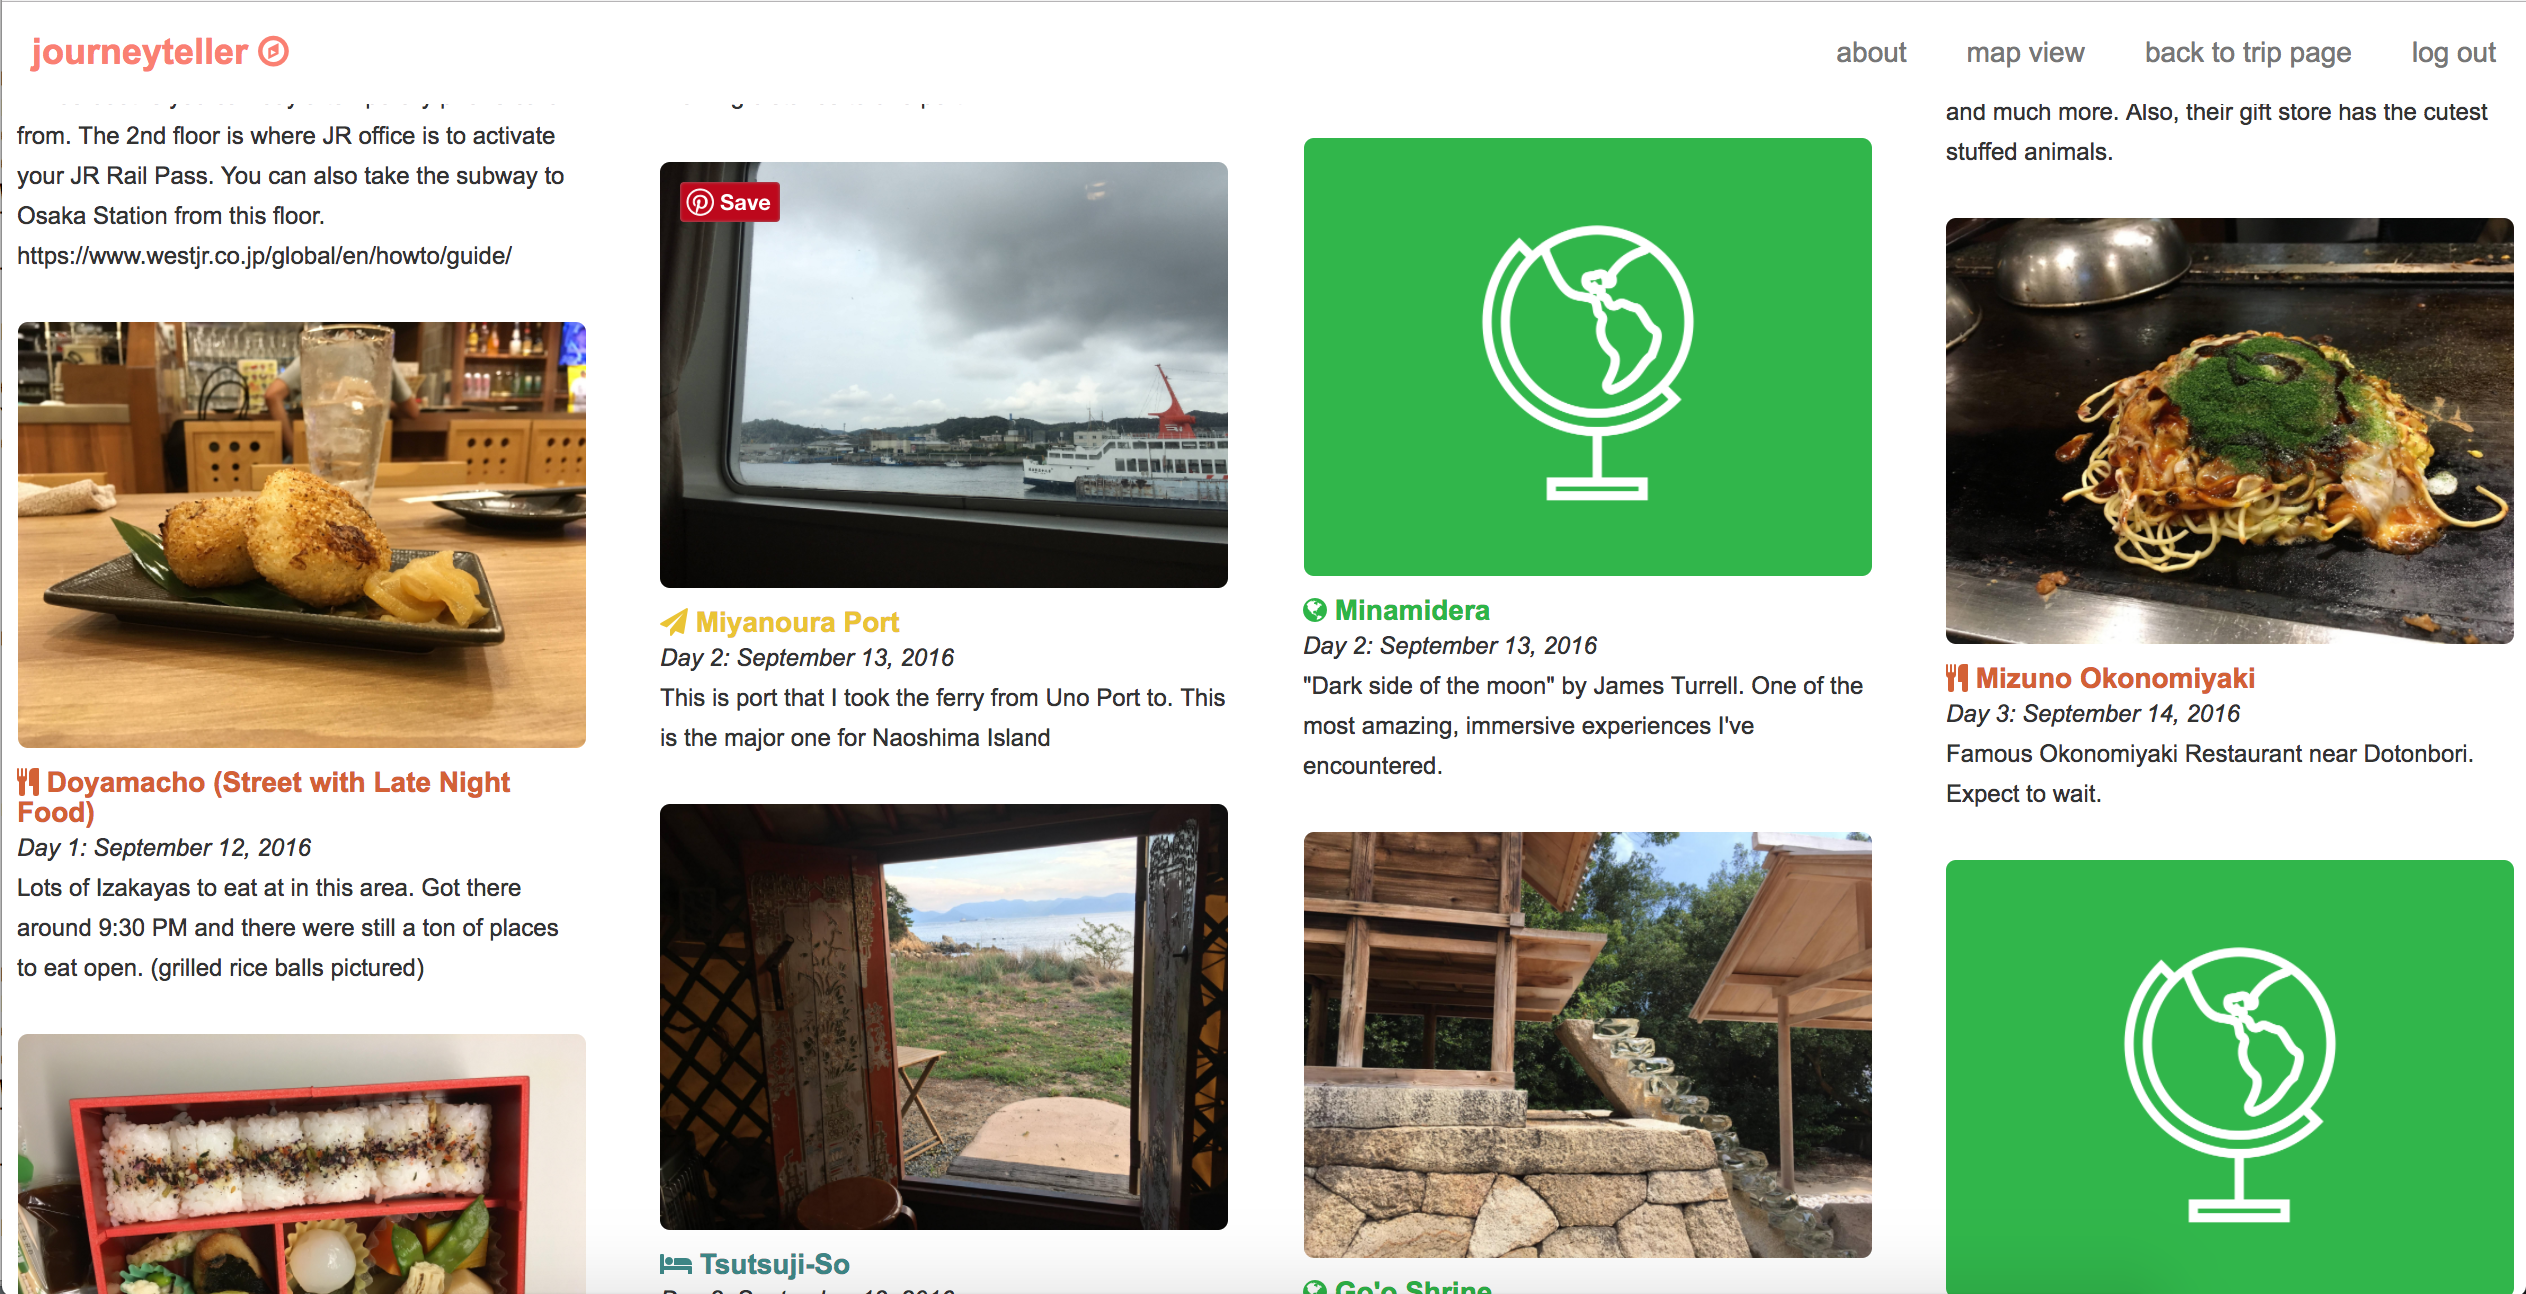 journeyteller
about
map view
back to trip page
log out
from. The 2nd floor is where JR office is to activate
your JR Rail Pass. You can also take the subway to
Osaka Station from this floor.
https://www.westjr.co.jp/global/en/howto/guide/
Doyamacho (Street with Late Night
Food)
Day 1: September 12, 2016
Lots of Izakayas to eat at in this area. Got there
around 9:30 PM and there were still a ton of places
to eat open. (grilled rice balls pictured)
Save
Miyanoura Port
Day 2: September 13, 2016
This is port that I took the ferry from Uno Port to. This
is the major one for Naoshima Island
Tsutsuji-So
Minamidera
Day 2: September 13, 2016
"Dark side of the moon" by James Turrell. One of the
most amazing, immersive experiences I've
encountered.
Go'o Shrine
and much more. Also, their gift store has the cutest
stuffed animals.
Mizuno Okonomiyaki
Day 3: September 14, 2016
Famous Okonomiyaki Restaurant near Dotonbori.
Expect to wait.